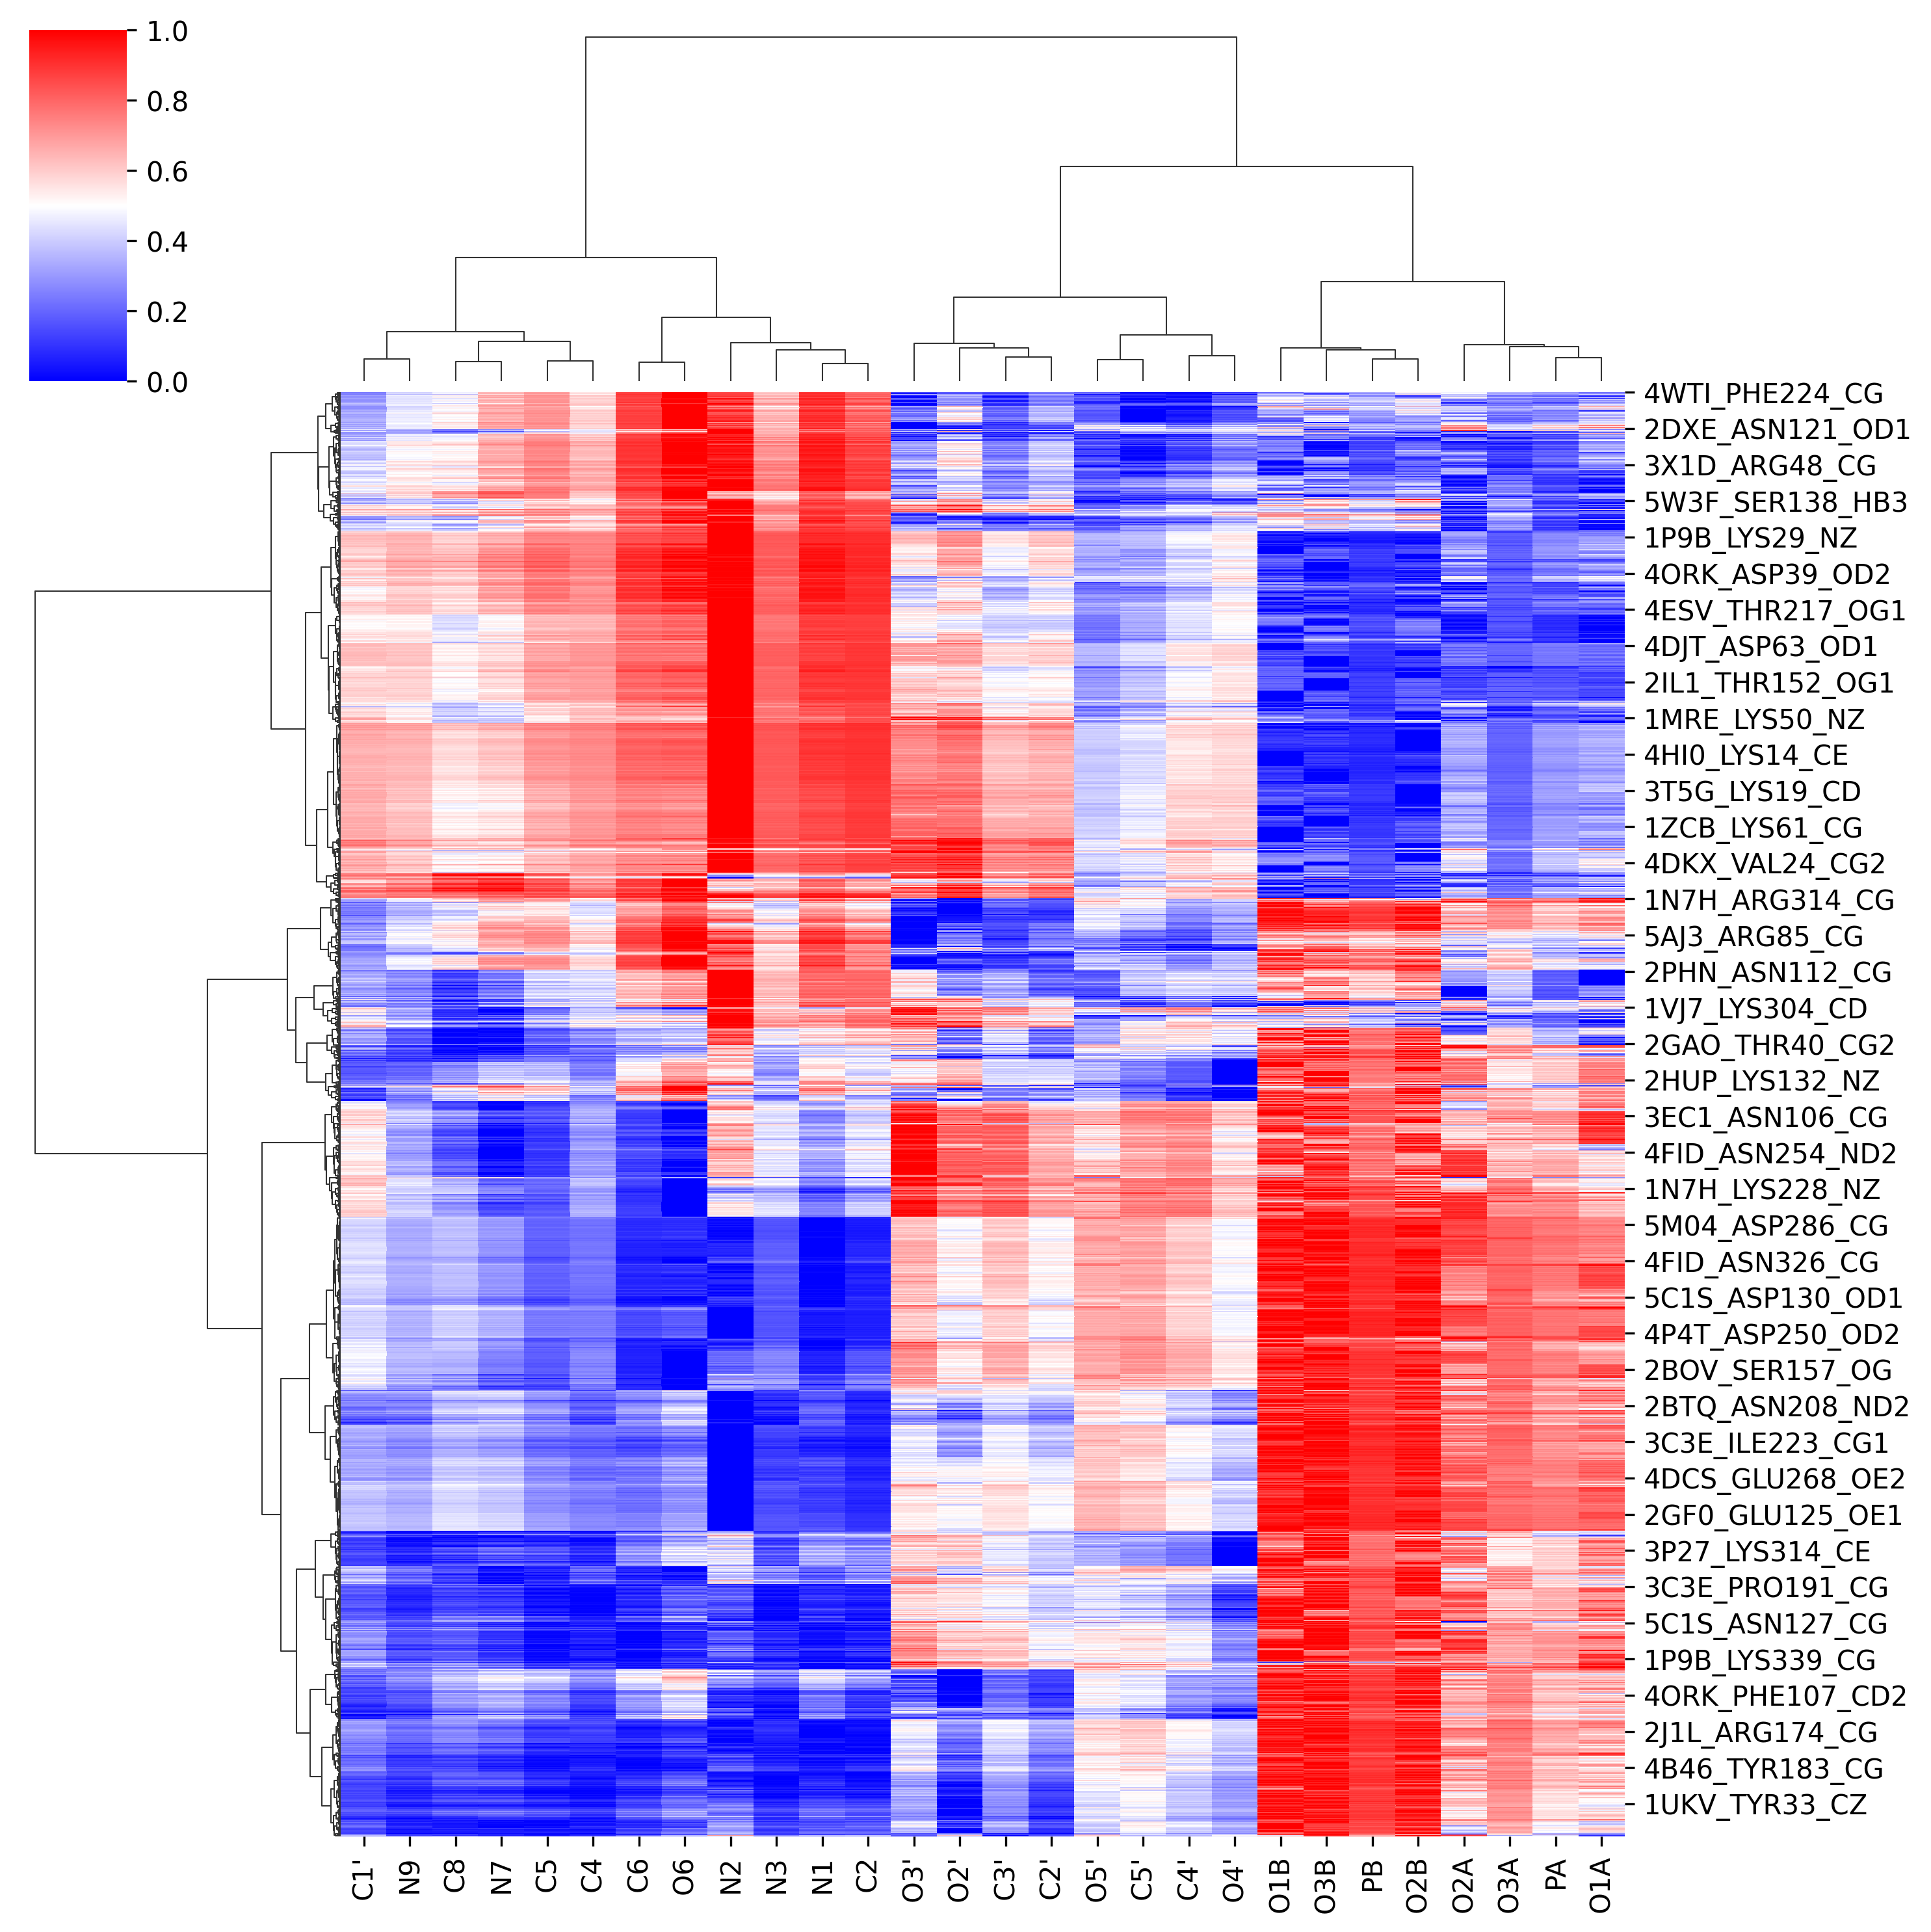 1.0
0.8
0.6
0.4
0.2
0.0
4WTI_PHE224_CG
2DXE_ASN121_OD1
3X1D_ARG48_CG
5W3F_SER138_HB3
1P9B_LYS29_NZ
4ORK_ASP39_OD2
4ESV_THR217_OG1
4DJT_ASP63_OD1
2IL1_THR152_OG1
1MRE_LYS50_NZ
4HI0_LYS14_CE
3T5G_LYS19_CD
1ZCB_LYS61_CG
4DKX_VAL24_CG2
1N7H_ARG314_CG
5AJ3_ARG85_CG
2PHN_ASN112_CG
1VJ7_LYS304_CD
2GAO_THR40_CG2
2HUP_LYS132_NZ
3EC1_ASN106_CG
4FID_ASN254_ND2
1N7H_LYS228_NZ
5M04_ASP286_CG
4FID_ASN326_CG
5C1S_ASP130_OD1
4P4T_ASP250_OD2
2BOV_SER157_OG
2BTQ_ASN208_ND2
3C3E_ILE223_CG1
4DCS_GLU268_OE2
2GF0_GLU125_OE1
3P27_LYS314_CE
3C3E_PRO191_CG
5C1S_ASN127_CG
1P9B_LYS339_CG
4ORK_PHE107_CD2
2J1L_ARG174_CG
4B46_TYR183_CG
1UKV_TYR33_CZ
C1'
N9
C8
N7
C5
C4
C6
O6
N2
N3
N1
C2
O3'
O2'
C3'
C2'
O5'
C5'
C4'
O4'
O1B
O3B
PB
O2B
O2A
O3A
PA
O1A